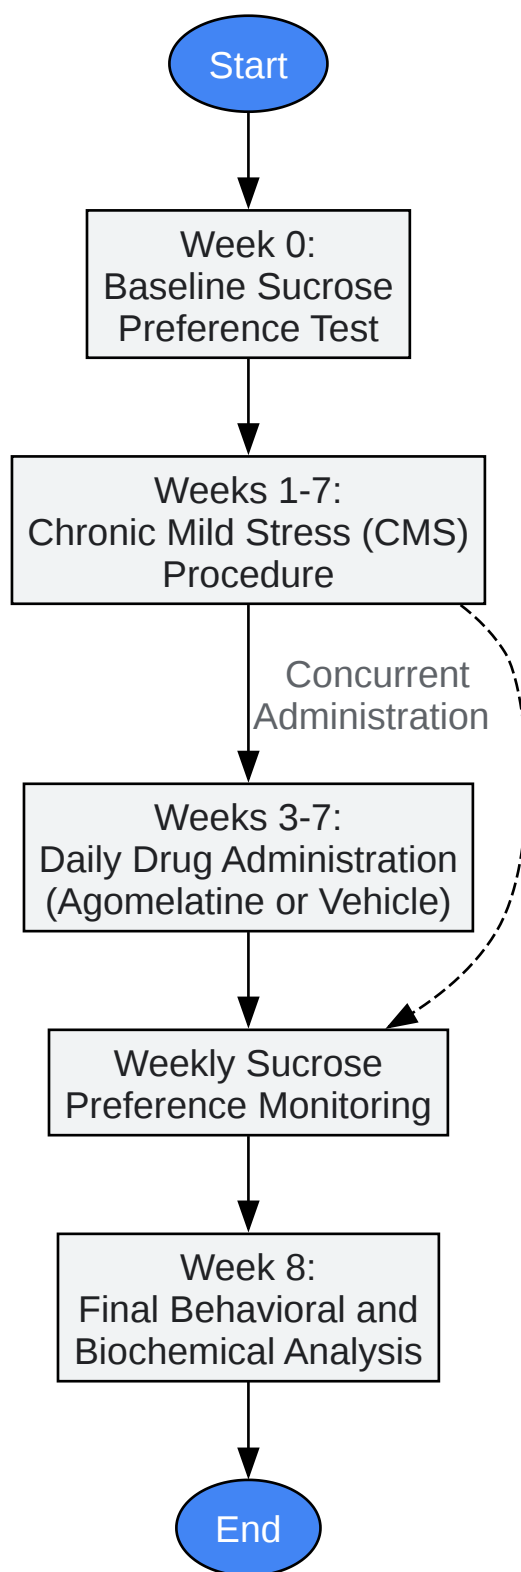 Start
Week 0:
Baseline Sucrose
Preference Test
Weeks 1-7:
Chronic Mild Stress (CMS)
Procedure
Concurrent
Administration
Weeks 3-7:
Daily Drug Administration
(Agomelatine or Vehicle)
Weekly Sucrose
Preference Monitoring
Week 8:
Final Behavioral and
Biochemical Analysis
End